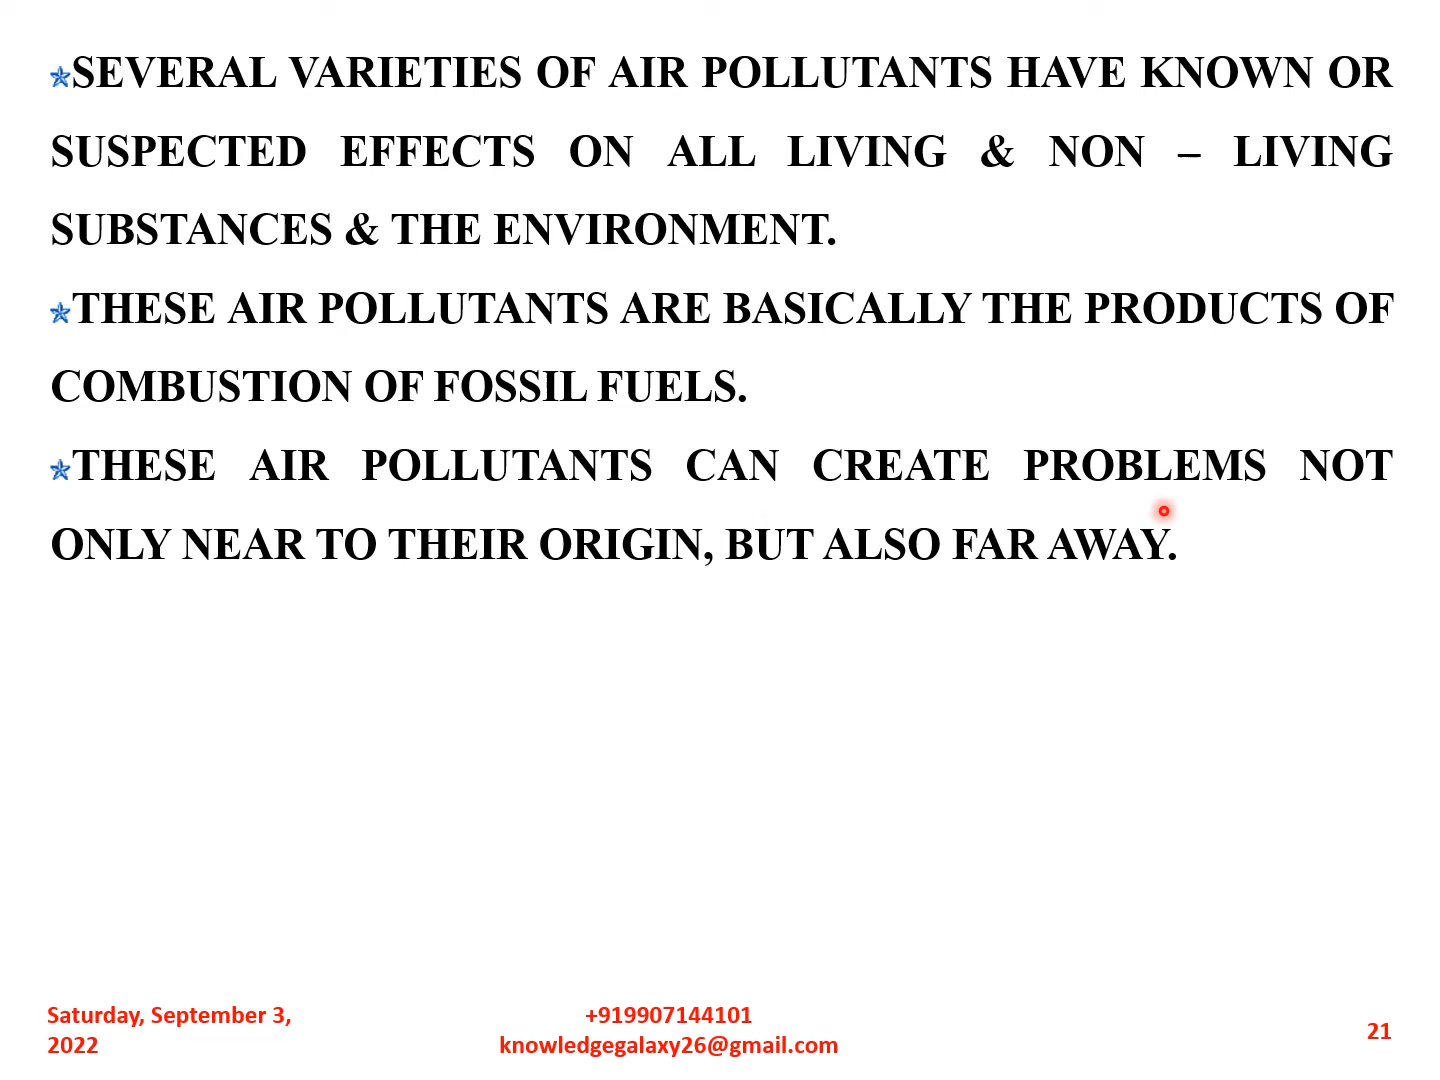 SEVERAL VARIETIES OF AIR POLLUTANTS HAVE KNOWN OR
SUSPECTED EFFECTS ON ALL LIVING & NON – LIVING
SUBSTANCES & THE ENVIRONMENT.
THESE AIR POLLUTANTS ARE BASICALLY THE PRODUCTS OF
COMBUSTION OF FOSSIL FUELS.
THESE AIR POLLUTANTS CAN CREATE PROBLEMS NOT
ONLY NEAR TO THEIR ORIGIN, BUT ALSO FAR AWAY.
Saturday, September 3,
2022
+919907144101
knowledgegalaxy26@gmail.com
21